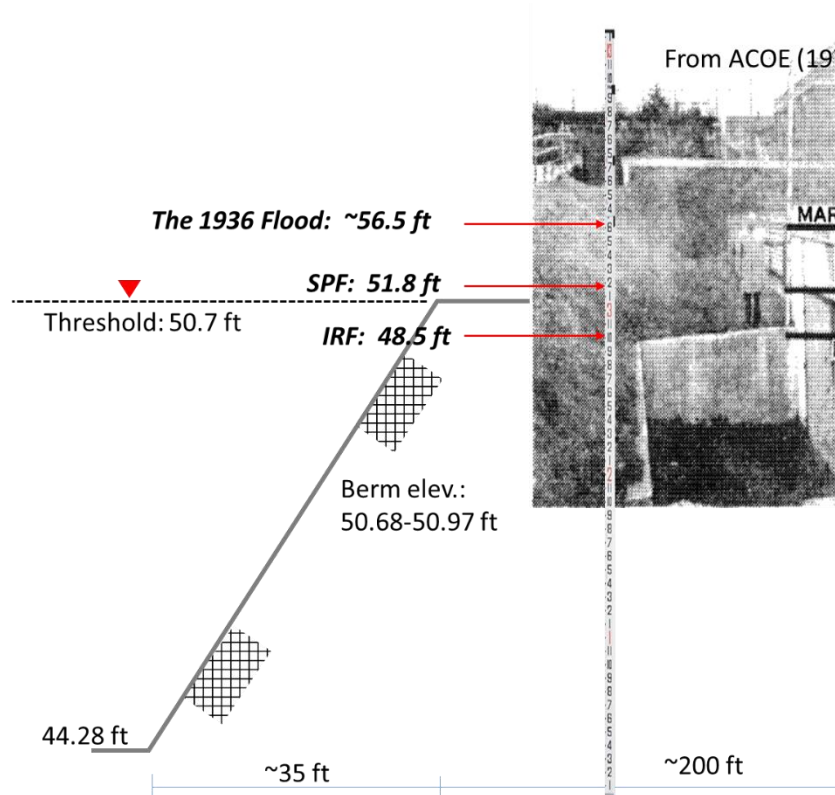 From ACOE (19
The 1936 Flood: ~56.5 ft
MAR
SPF: 51.8 ft
Threshold: 50.7 ft
IRF: 48.5 ft
Berm elev.:
50.68-50.97 ft
44.28 ft
~35 ft
~200 ft